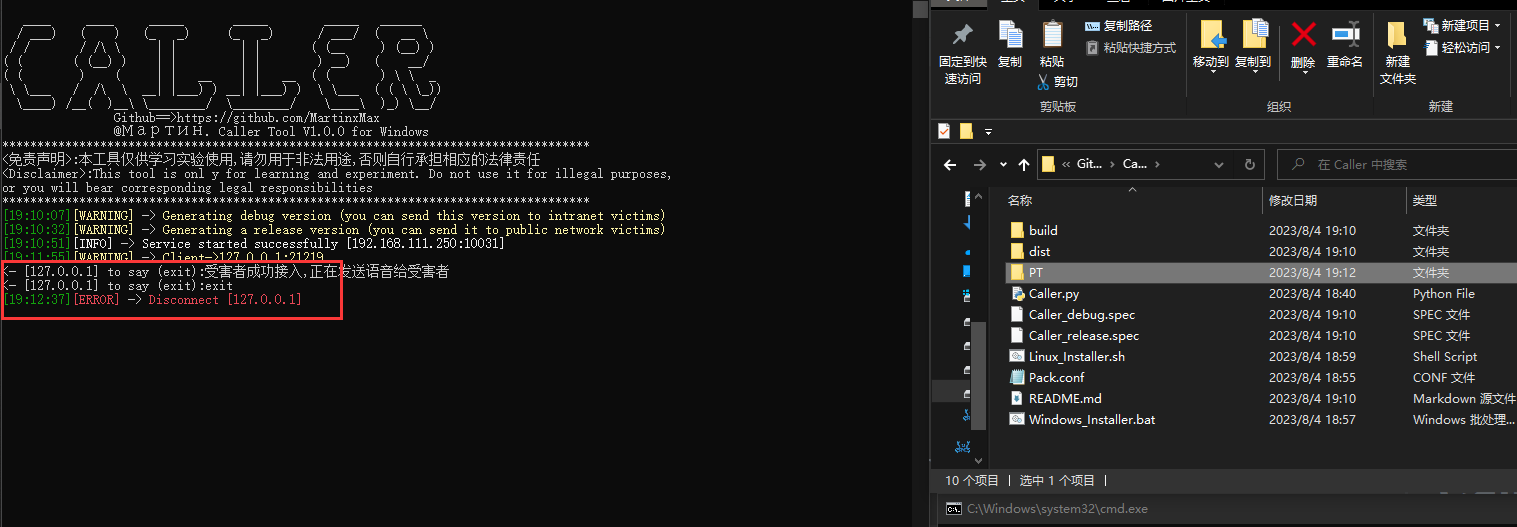 CALLER
Github==>https://github.com/MartinxMax
@Мартин. Caller Tool V1.0.0 for Windows
*************************************************************************************
<免责声明>:本工具仅供学习实验使用,请勿用于非法用途,否则自行承担相应的法律责任
<Disclaimer>:This tool is onl y for learning and experiment. Do not use it for illegal purposes,
or you will bear corresponding legal responsibilities
*************************************************************************************
[19:10:07][WARNING] -> Generating debug version (you can send this version to intranet victims)
[19:10:32][WARNING] -> Generating a release version (you can send it to public network victims)
[19:10:51][INFO] -> Service started successfully [192.168.111.250:10031]
[19:11:55][WARNING] -> Client->127.0.0.1:21219
<- [127.0.0.1] to say (exit):受害者成功接入,正在发送语音给受害者
<- [127.0.0.1] to say (exit):exit
[19:12:37][ERROR] -> Disconnect [127.0.0.1]
固定到快速访问
复制
粘贴
复制路径
粘贴快捷方式
剪切
剪贴板
移动到
复制到
删除
重命名
组织
新建
文件夹
新建项目
轻松访问
新建
« Git... › Ca... ›
在 Caller 中搜索
名称 修改日期 类型
build 2023/8/4 19:10 文件夹
dist 2023/8/4 19:10 文件夹
PT 2023/8/4 19:12 文件夹
Caller.py 2023/8/4 18:40 Python File
Caller_debug.spec 2023/8/4 19:10 SPEC 文件
Caller_release.spec 2023/8/4 19:10 SPEC 文件
Linux_Installer.sh 2023/8/4 18:59 Shell Script
Pack.conf 2023/8/4 18:55 CONF 文件
README.md 2023/8/4 19:10 Markdown 源文件
Windows_Installer.bat 2023/8/4 18:57 Windows 批处理...
10 个项目 | 选中 1 个项目 |
C:\Windows\system32\cmd.exe